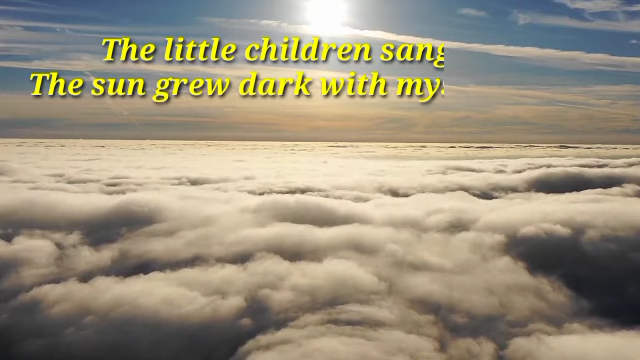 The little children sang
The sun grew dark with